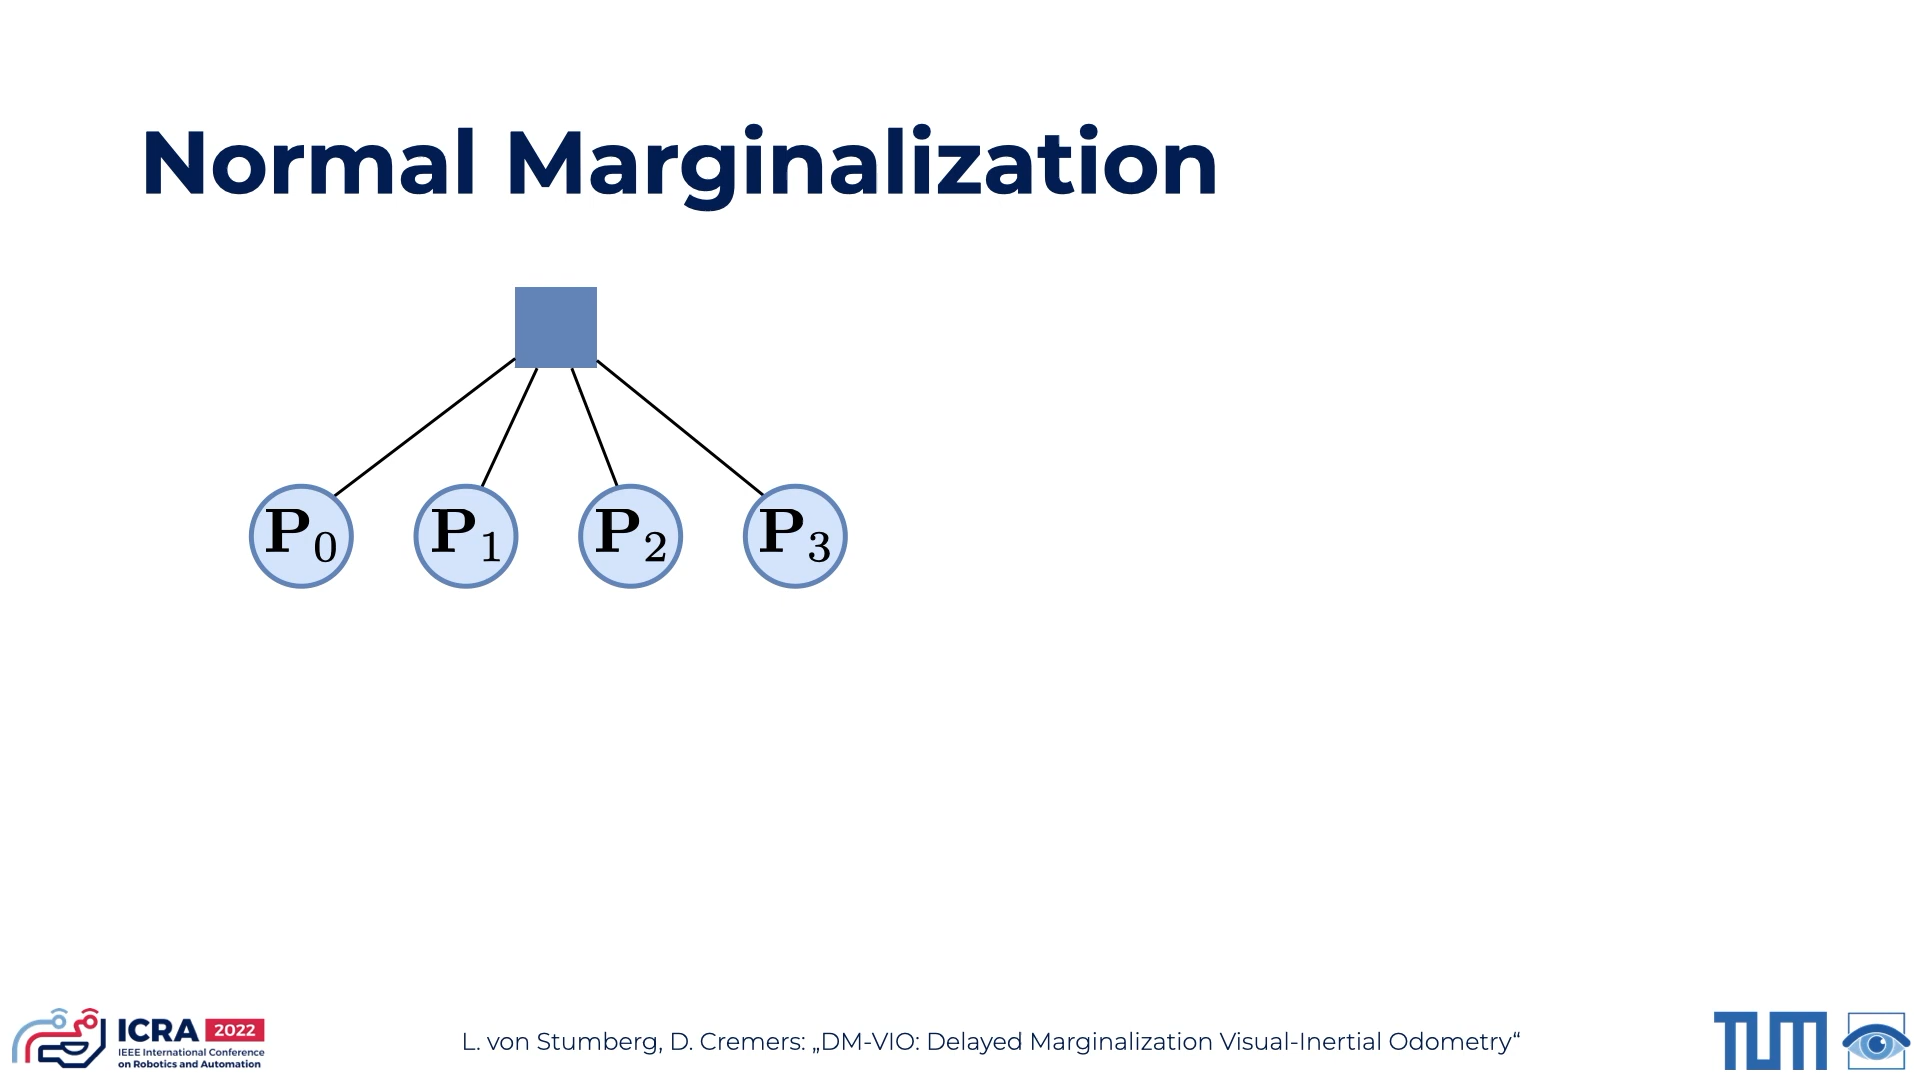 Normal Marginalization
P0 P1 P2 P3
ICRA 2022
IEEE International Conference
on Robotics and Automation
L. von Stumberg, D. Cremers: „DM-VIO: Delayed Marginalization Visual-Inertial Odometry“
TUM